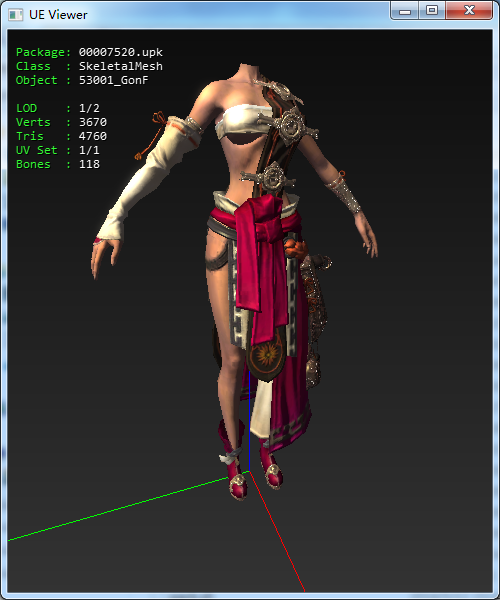 UE Viewer
Package: 00007520.upk
Class : SkeletalMesh
Object : 53001_GonF
LOD : 1/2
Verts : 3670
Tris : 4760
UV Set : 1/1
Bones : 118